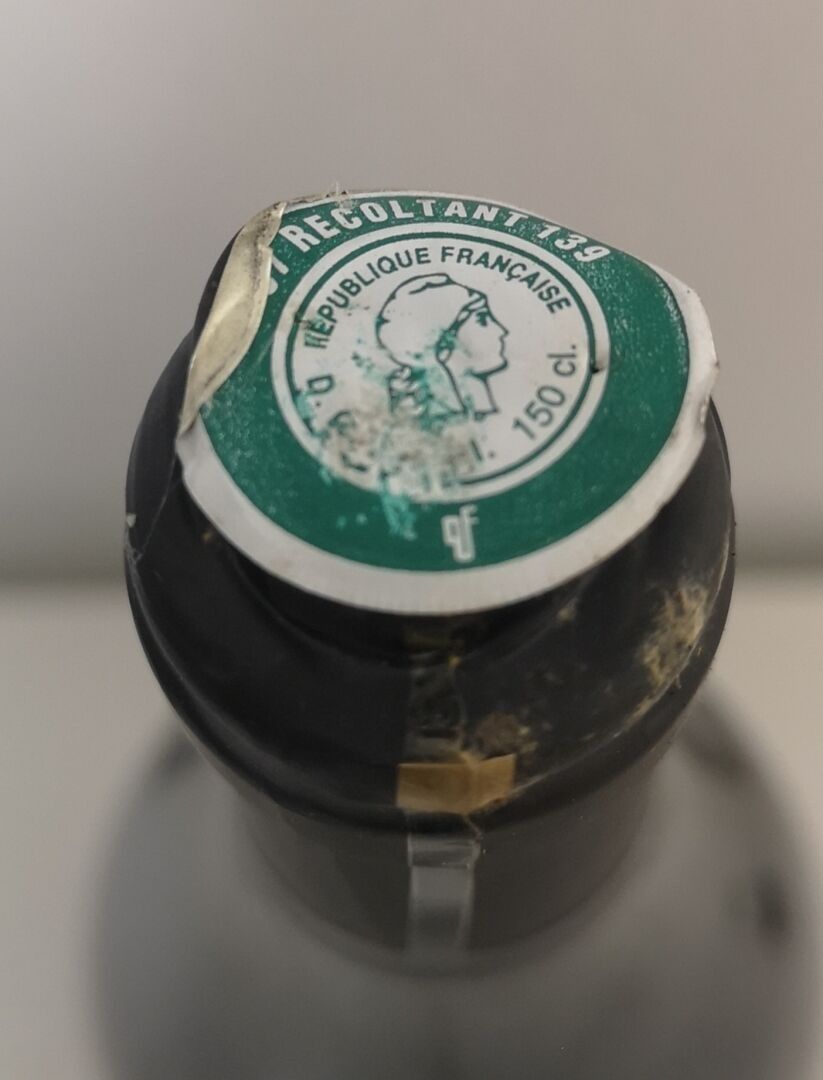 RECOLTANT 139
RÉPUBLIQUE FRANÇAISE
150 cl.